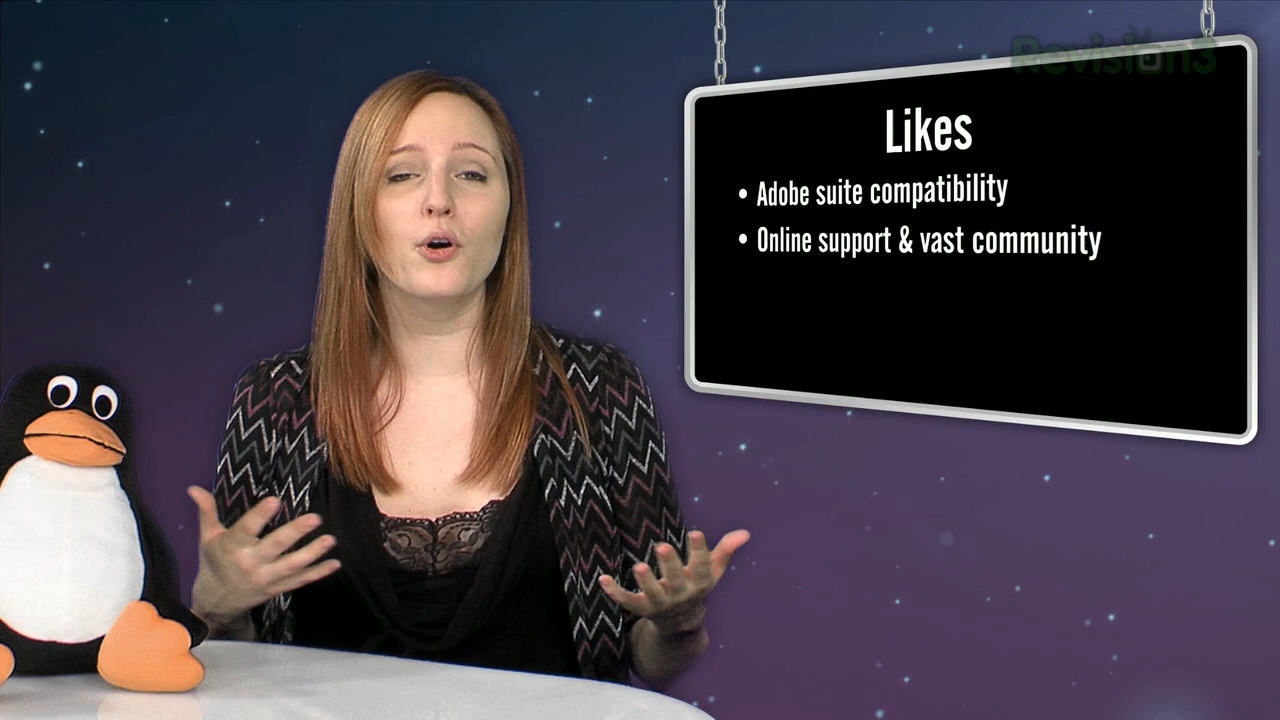 Revision3
Likes
• Adobe suite compatibility
• Online support & vast community